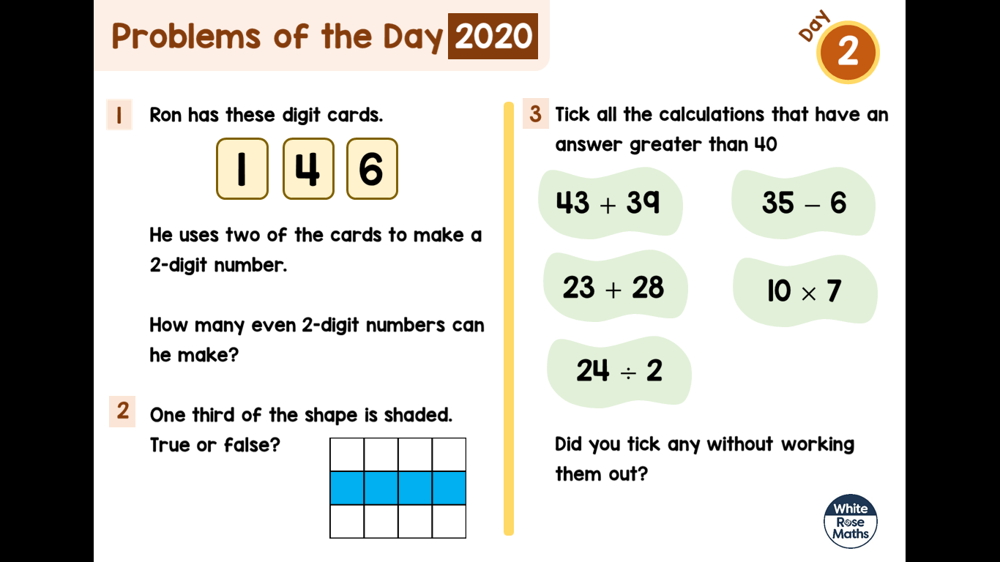 Problems of the Day 2020
Day
2
1 Ron has these digit cards.
1 4 6
He uses two of the cards to make a
2-digit number.
How many even 2-digit numbers can
he make?
2 One third of the shape is shaded.
True or false?
3 Tick all the calculations that have an
answer greater than 40
43 + 39
35 − 6
23 + 28
10 × 7
24 ÷ 2
Did you tick any without working
them out?
White
Rose
Maths